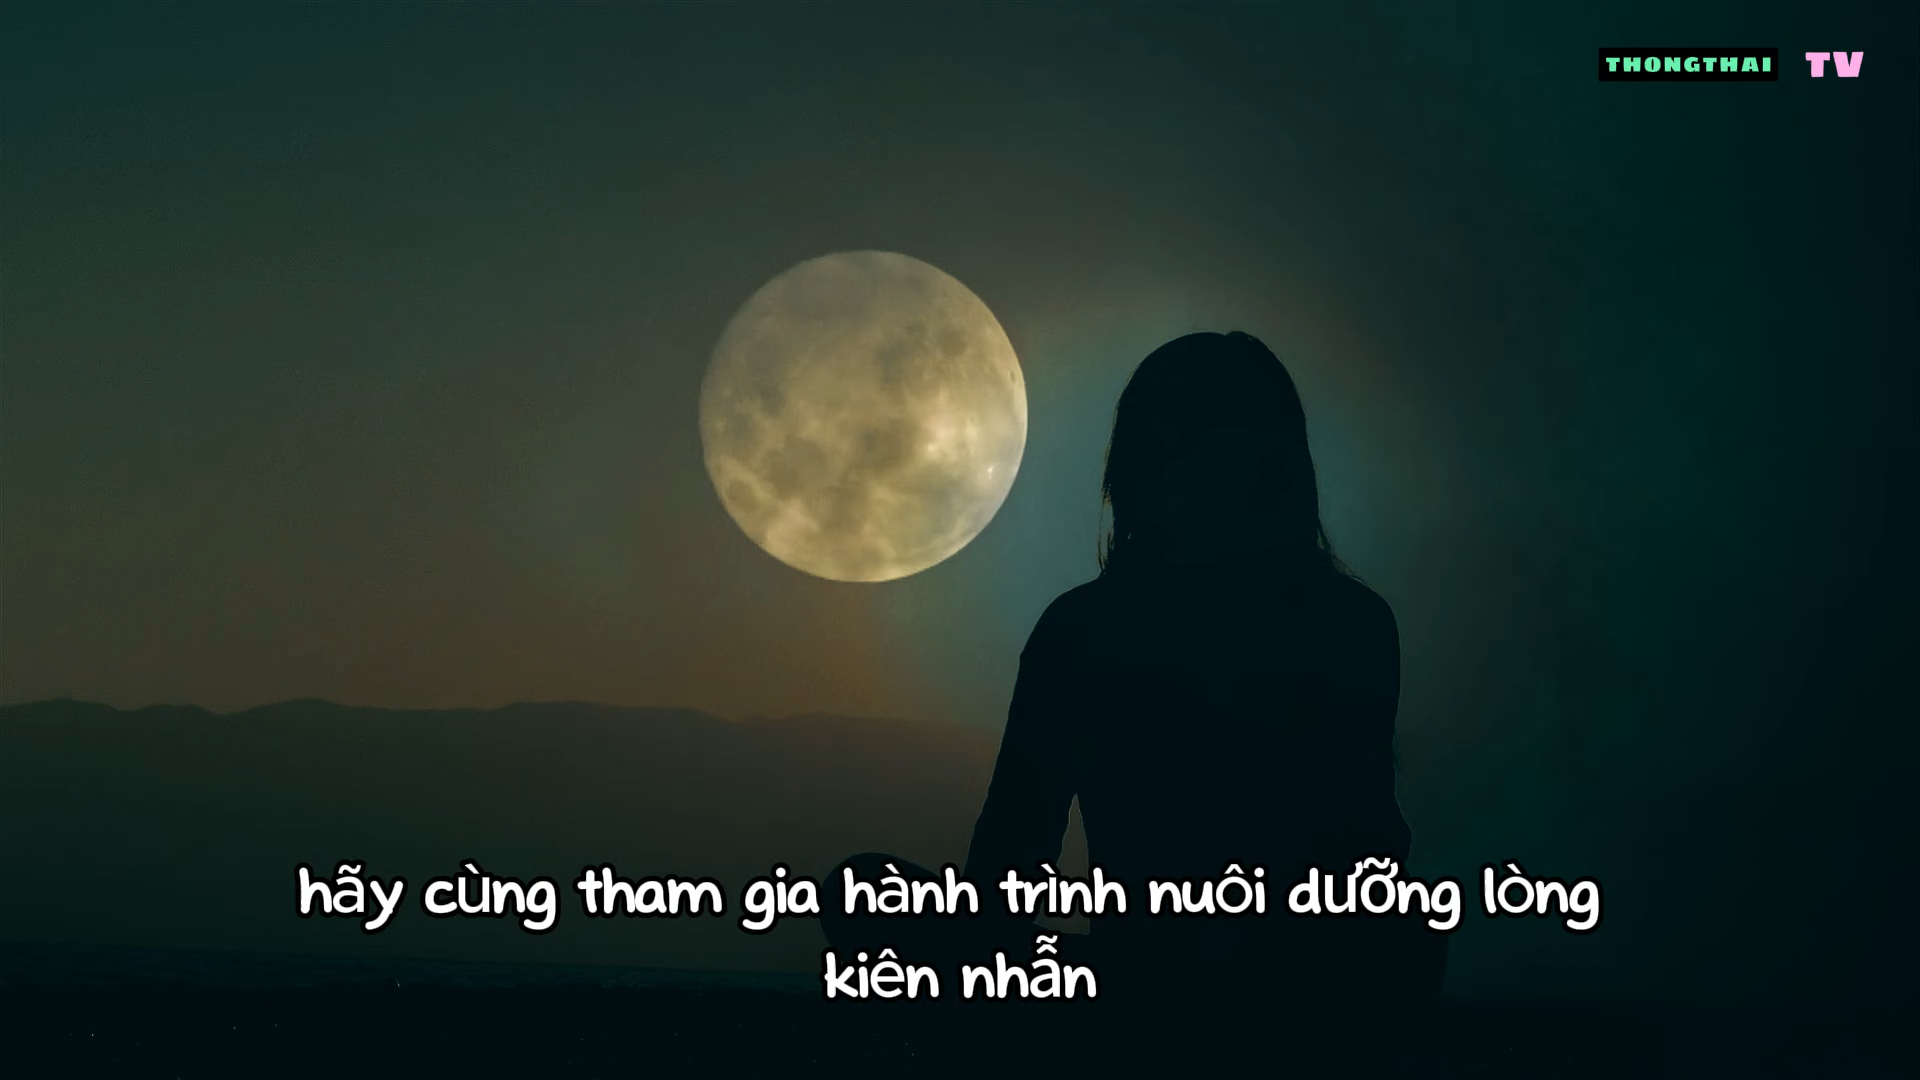 THONGTHAI TV
hãy cùng tham gia hành trình nuôi dưỡng lòng
kiên nhẫn